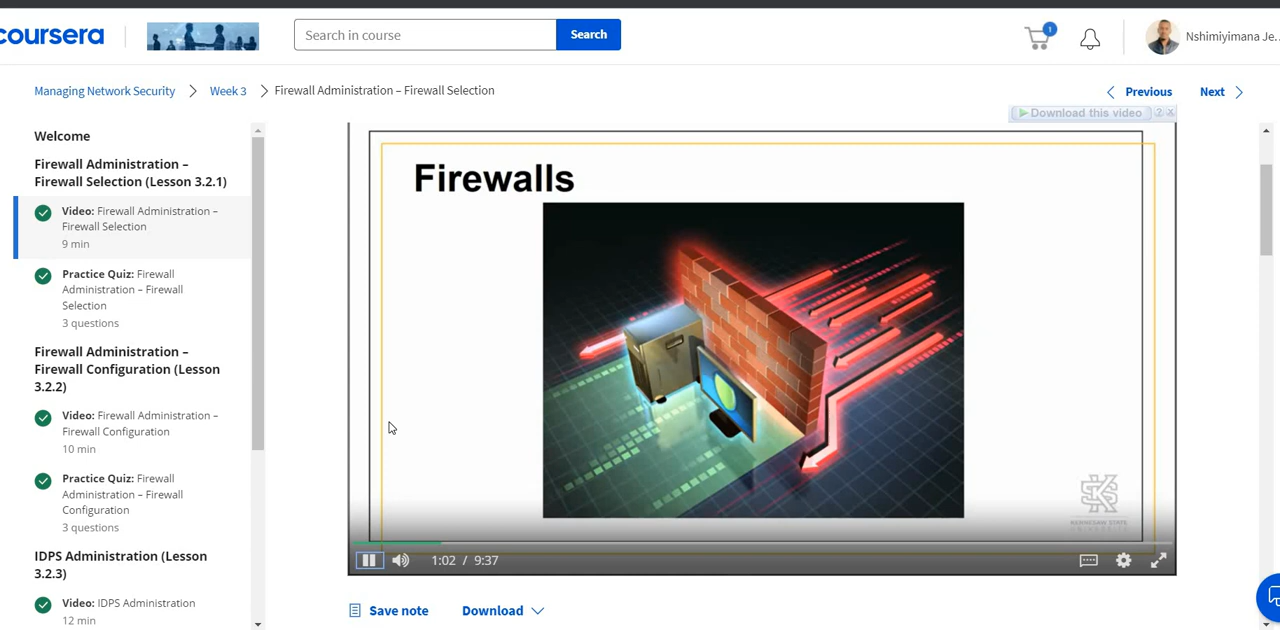 coursera
Search in course
Search
1
Nshimiyimana Je...
Managing Network Security
Week 3
Firewall Administration – Firewall Selection
Previous
Next
Download this video
?
x
Welcome
Firewall Administration –
Firewall Selection (Lesson 3.2.1)
Video: Firewall Administration –
Firewall Selection
9 min
Practice Quiz: Firewall
Administration – Firewall
Selection
3 questions
Firewall Administration –
Firewall Configuration (Lesson
3.2.2)
Video: Firewall Administration –
Firewall Configuration
10 min
Practice Quiz: Firewall
Administration – Firewall
Configuration
3 questions
IDPS Administration (Lesson
3.2.3)
Video: IDPS Administration
12 min
Firewalls
KENNESAW STATE
UNIVERSITY
1:02 / 9:37
Save note
Download